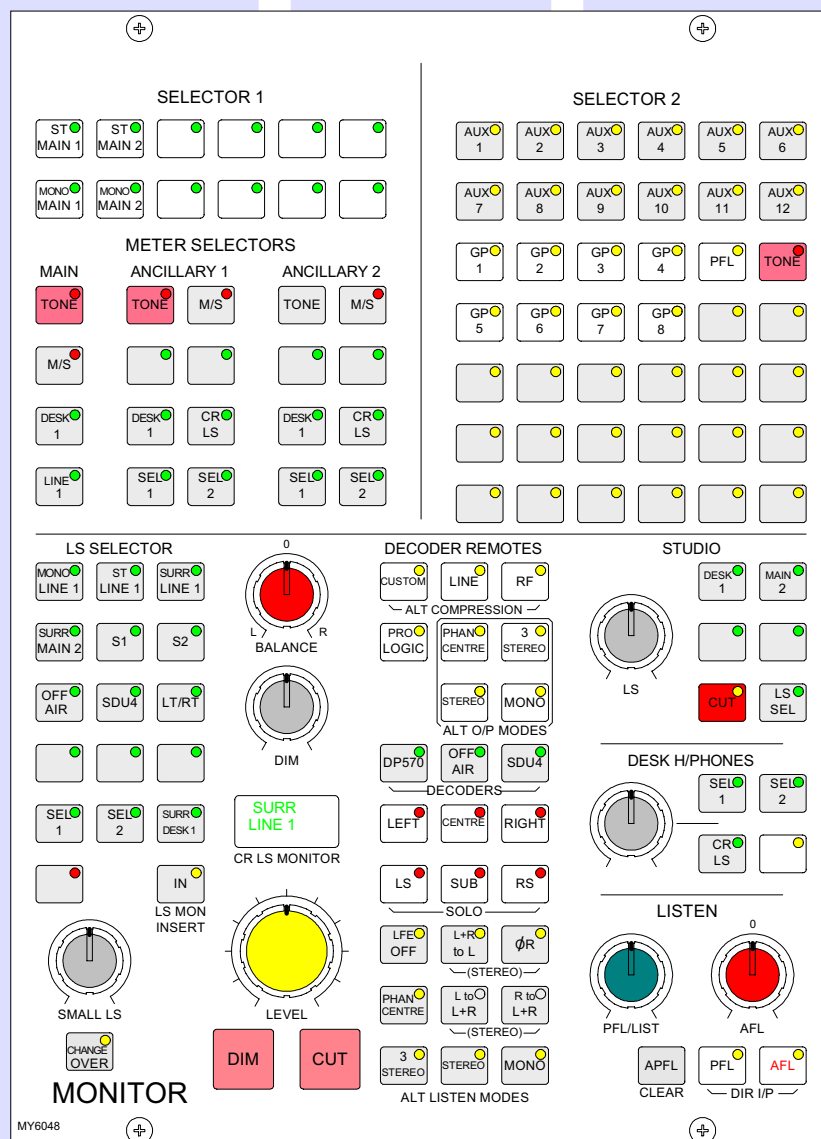 SELECTOR 1
ST MAIN 1
ST MAIN 2
MONO MAIN 1
MONO MAIN 2
METER SELECTORS
MAIN
ANCILLARY 1
ANCILLARY 2
TONE
TONE
M/S
TONE
M/S
M/S
DESK 1
DESK 1
CR LS
DESK 1
CR LS
LINE 1
SEL 1
SEL 2
SEL 1
SEL 2
SELECTOR 2
AUX 1
AUX 2
AUX 3
AUX 4
AUX 5
AUX 6
AUX 7
AUX 8
AUX 9
AUX 10
AUX 11
AUX 12
GP 1
GP 2
GP 3
GP 4
PFL
TONE
GP 5
GP 6
GP 7
GP 8
LS SELECTOR
MONO LINE 1
ST LINE 1
SURR LINE 1
SURR MAIN 2
S1
S2
OFF AIR
SDU4
LT/RT
SEL 1
SEL 2
SURR DESK 1
IN
LS MON INSERT
SMALL LS
CHANGE OVER
MONITOR
MY6048
0
L
R
BALANCE
DIM
SURR LINE 1
CR LS MONITOR
LEVEL
DIM
CUT
DECODER REMOTES
CUSTOM
LINE
RF
ALT COMPRESSION
PRO LOGIC
PHAN CENTRE
3 STEREO
STEREO
MONO
ALT O/P MODES
DP570
OFF AIR
SDU4
DECODERS
LEFT
CENTRE
RIGHT
LS
SUB
RS
SOLO
LFE OFF
L+R to L
ØR
(STEREO)
PHAN CENTRE
L to L+R
R to L+R
(STEREO)
3 STEREO
STEREO
MONO
ALT LISTEN MODES
STUDIO
DESK 1
MAIN 2
LS
CUT
LS SEL
DESK H/PHONES
SEL 1
SEL 2
CR LS
LISTEN
0
PFL/LIST
AFL
APFL
PFL
AFL
CLEAR
DIR I/P